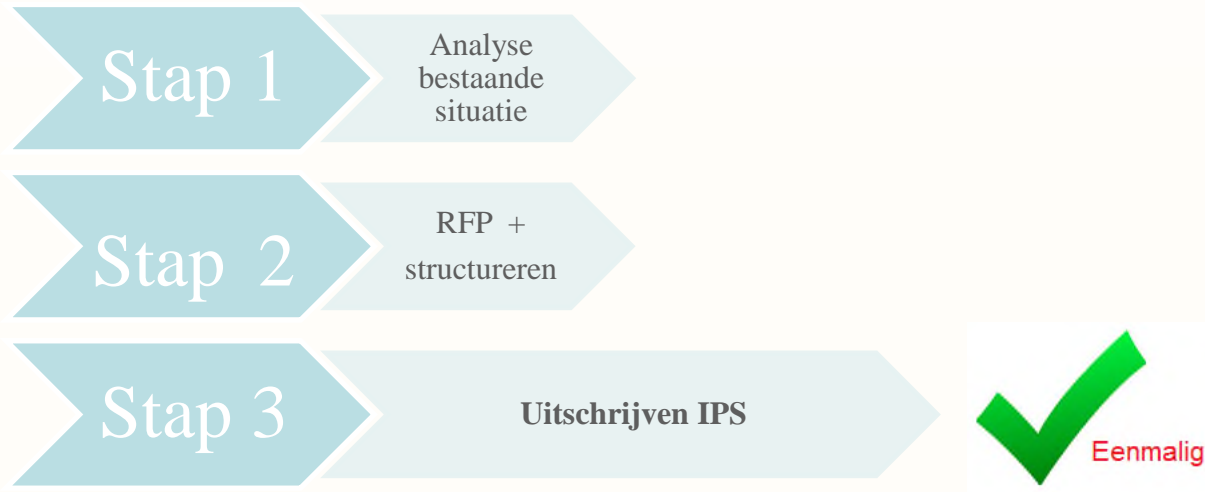 Stap 1
Analyse
bestaande
situatie
Stap 2
RFP +
structureren
Stap 3
Uitschrijven IPS
Eenmalig